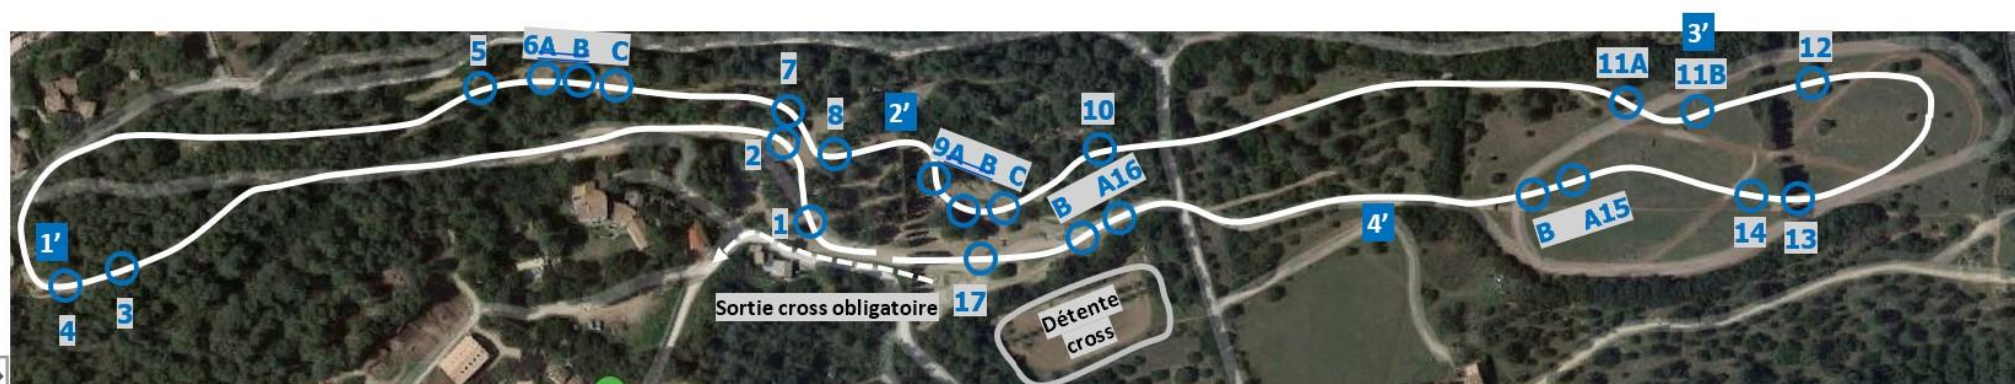 3’
5
6A B C
12
11A
11B
7
8
2’
10
2
9A B C
B A16
1
1’
4’
B A15
14
13
3
4
Sortie cross obligatoire
17
Détente
cross